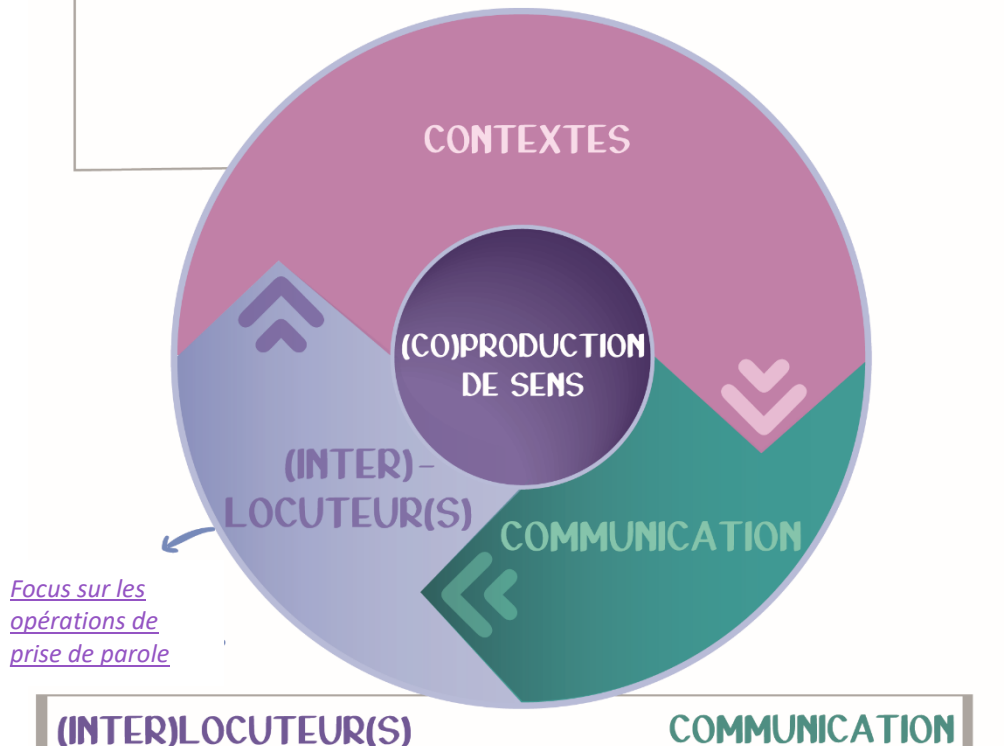 CONTEXTES
(CO)PRODUCTION
DE SENS
(INTER)-
LOCUTEUR(S)
COMMUNICATION
Focus sur les
opérations de
prise de parole
(INTER)LOCUTEUR(S)
COMMUNICATION